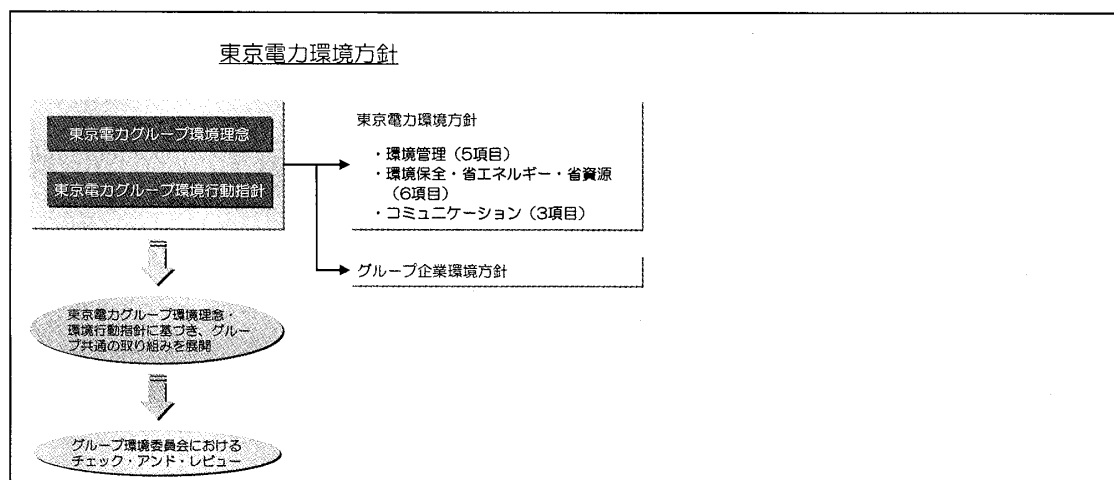 東京電力環境方針
東京電力グループ環境理念
東京電力グループ環境行動指針
東京電力環境方針
・環境管理（5項目）
・環境保全・省エネルギー・省資源
（6項目）
・コミュニケーション（3項目）
グループ企業環境方針
東京電力グループ環境理念・
環境行動指針に基づき、グルー
プ共通の取り組みを展開
グループ環境委員会における
チェック・アンド・レビュー